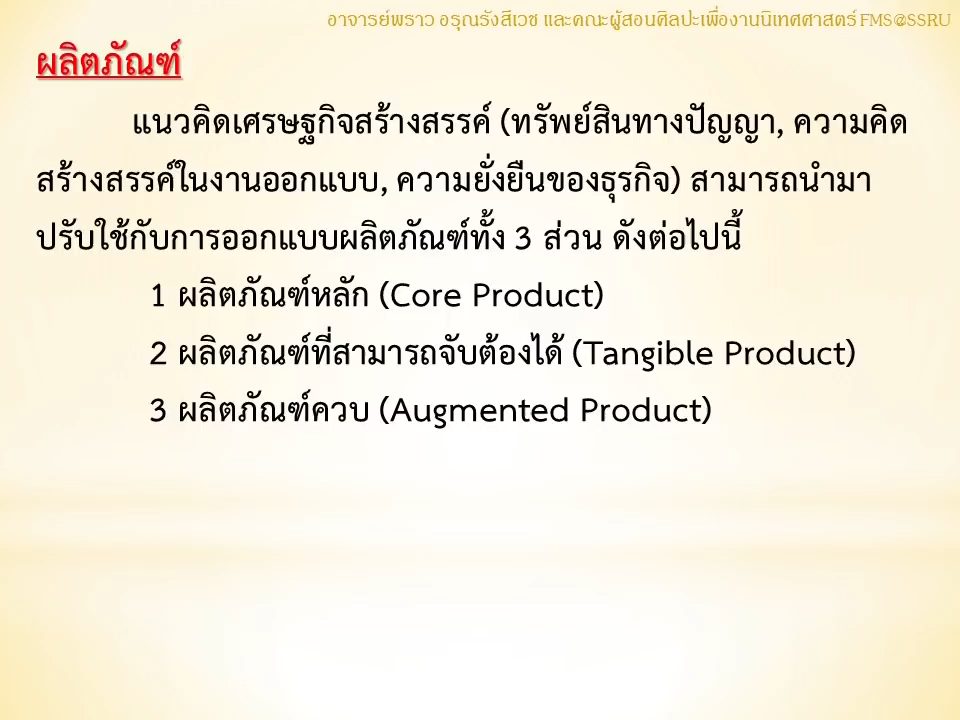 อาจารย์พราว อรุณรังสีเวช และคณะผู้สอนศิลปะเพื่องานนิเทศศาสตร์ FMS@SSRU
ผลิตภัณฑ์
แนวคิดเศรษฐกิจสร้างสรรค์ (ทรัพย์สินทางปัญญา, ความคิด
สร้างสรรค์ในงานออกแบบ, ความยั่งยืนของธุรกิจ) สามารถนำมา
ปรับใช้กับการออกแบบผลิตภัณฑ์ทั้ง 3 ส่วน ดังต่อไปนี้
1 ผลิตภัณฑ์หลัก (Core Product)
2 ผลิตภัณฑ์ที่สามารถจับต้องได้ (Tangible Product)
3 ผลิตภัณฑ์ควบ (Augmented Product)